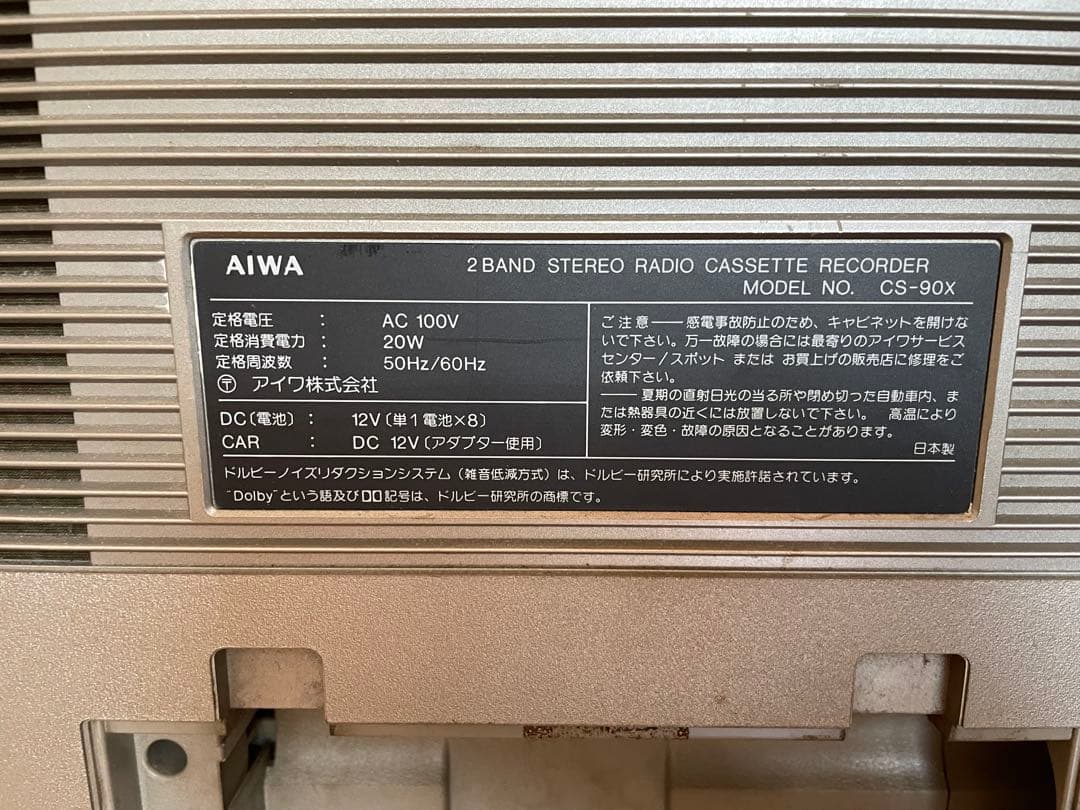 AIWA
2 BAND STEREO RADIO CASSETTE RECORDER
MODEL NO. CS-90X
定格電圧 : AC 100V
定格消費電力 : 20W
定格周波数 : 50Hz/60Hz
〶 アイワ株式会社
DC〔電池〕: 12V〔単1電池×8〕
CAR : DC 12V〔アダプター使用〕
ご注意――感電事故防止のため、キャビネットを開けな
いで下さい。万一故障の場合には最寄りのアイワサービス
センター/スポット または お買上げの販売店に修理をご
依頼下さい。
――夏期の直射日光の当る所や閉め切った自動車内、ま
たは熱器具の近くには放置しないで下さい。 高温により
変形・変色・故障の原因となることがあります。
日本製
ドルビーノイズリダクションシステム(雑音低減方式)は、ドルビー研究所により実施許諾されています。
"Dolby"という語及び記号は、ドルビー研究所の商標です。